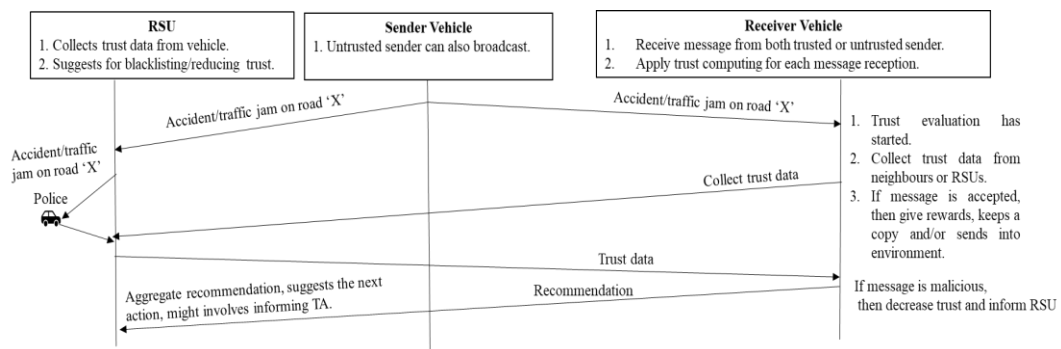 RSU
1. Collects trust data from vehicle.
2. Suggests for blacklisting/reducing trust.
Sender Vehicle
1. Untrusted sender can also broadcast.
Receiver Vehicle
1. Receive message from both trusted or untrusted sender.
2. Apply trust computing for each message reception.
Accident/traffic jam on road ‘X’
Accident/traffic jam on road ‘X’
Accident/traffic
jam on road ‘X’
Police
Collect trust data
1. Trust evaluation has
started.
2. Collect trust data from
neighbours or RSUs.
3. If message is accepted,
then give rewards, keeps a
copy and/or sends into
environment.
Trust data
Aggregate recommendation, suggests the next
action, might involves informing TA.
Recommendation
If message is malicious,
then decrease trust and inform RSU